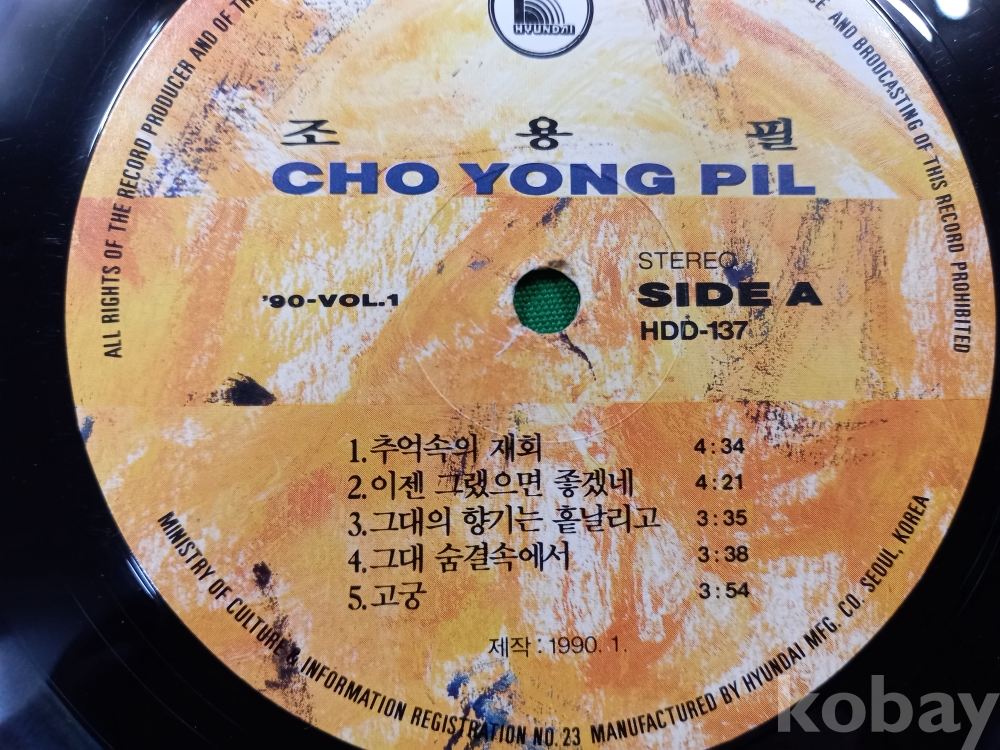 HYUNDAI
조 용 필
CHO YONG PIL
'90-VOL.1
STEREO
SIDE A
HDD-137
1.추억속의 재회 4:34
2.이젠 그랬으면 좋겠네 4:21
3.그대의 향기는 흩날리고 3:35
4.그대 숨결속에서 3:38
5.고궁 3:54
제작 : 1990. 1.
ALL RIGHTS OF THE RECORD PRODUCER AND OF THE
AND BRODCASTING OF THIS RECORD PROHIBITED
MINISTRY OF CULTURE & INFORMATION REGISTRATION NO. 23 MANUFACTURED BY HYUNDAI MFG. CO. SEOUL, KOREA
kobay